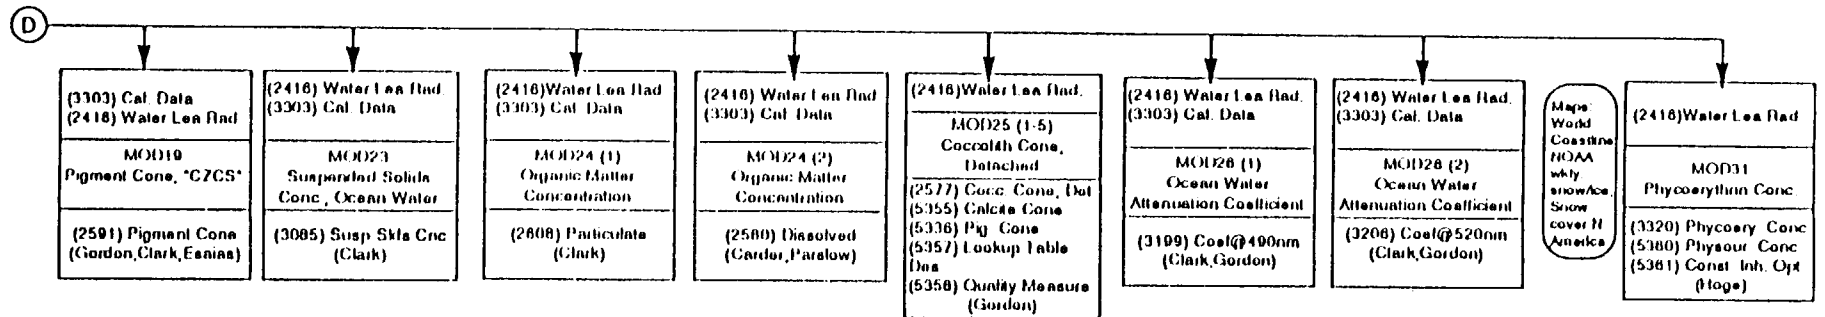 D
(3303) Cal. Data
(2416) Water Lea Rad
MOD19
Pigment Conc, "CZCS"
(2591) Pigment Conc
(Gordon,Clark,Esaias)
(2416) Water Lea Rad.
(3303) Cal. Data
MOD23
Suspended Solids
Conc, Ocean Water
(3085) Susp Slds Cnc
(Clark)
(2416)Water Lea Rad
(3303) Cal. Data
MOD24 (1)
Organic Matter
Concentration
(2608) Particulate
(Clark)
(2416) Water Lea Rad
(3303) Cal. Data
MOD24 (2)
Organic Matter
Concentration
(2580) Dissolved
(Carder,Parslow)
(2416)Water Lea Rad.
MOD25 (1-5)
Coccolith Conc,
Detached
(2577) Cocc. Conc, Det
(5355) Calcite Conc
(5336) Pig. Conc
(5357) Lookup Table
Des
(5358) Quality Measure
(Gordon)
(2416) Water Lea Rad.
(3303) Cal. Data
MOD26 (1)
Ocean Water
Attenuation Coefficient
(3199) Coef@490nm
(Clark,Gordon)
(2416) Water Lea Rad.
(3303) Cal. Data
MOD26 (2)
Ocean Water
Attenuation Coefficient
(3206) Coef@520nm
(Clark,Gordon)
Maps:
World
Coastline
NOAA
wkly
snow/ice,
Snow
cover N
America
(2416)Water Lea Rad
MOD31
Phycoerythrin Conc.
(3320) Phycoery Conc
(5360) Physour Conc
(5361) Const. Inh. Opt
(Hoge)